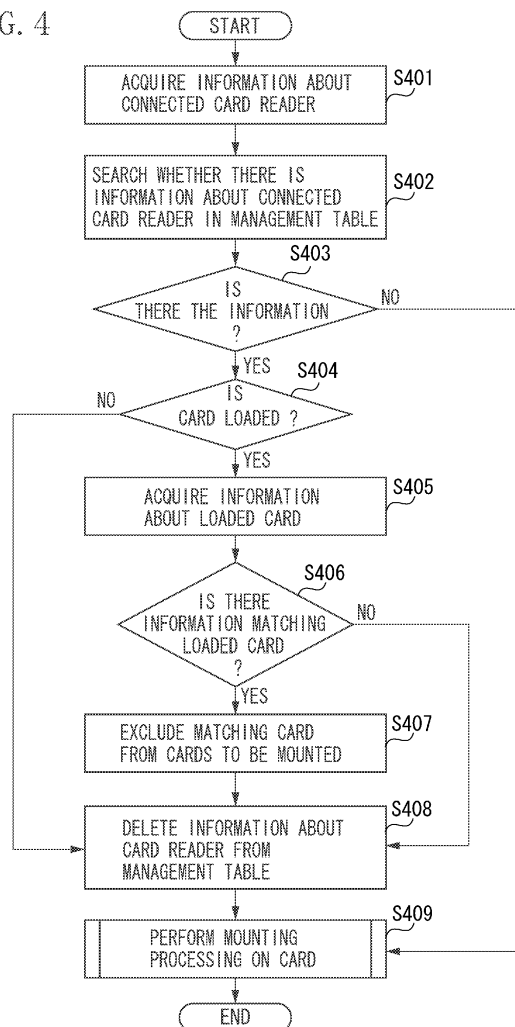 G. 4
START
ACQUIRE INFORMATION ABOUT
CONNECTED CARD READER
S401
SEARCH WHETHER THERE IS
INFORMATION ABOUT CONNECTED
CARD READER IN MANAGEMENT TABLE
S402
S403
IS
THERE THE INFORMATION
?
NO
YES
S404
IS
CARD LOADED ?
NO
YES
S405
ACQUIRE INFORMATION
ABOUT LOADED CARD
S406
IS THERE
INFORMATION MATCHING
LOADED CARD
?
NO
YES
S407
EXCLUDE MATCHING CARD
FROM CARDS TO BE MOUNTED
S408
DELETE INFORMATION ABOUT
CARD READER FROM
MANAGEMENT TABLE
S409
PERFORM MOUNTING
PROCESSING ON CARD
END